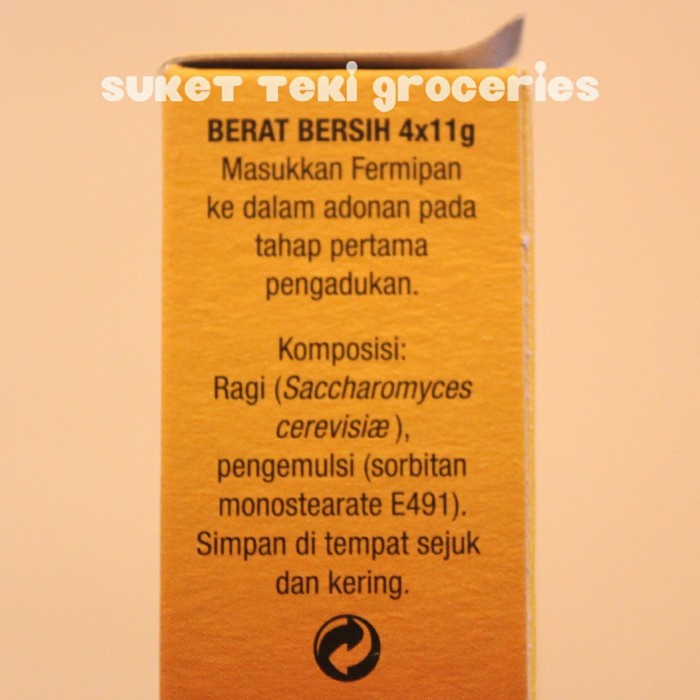 suket teki groceries
BERAT BERSIH 4x11g
Masukkan Fermipan
ke dalam adonan pada
tahap pertama
pengadukan.
Komposisi:
Ragi (Saccharomyces
cerevisiæ ),
pengemulsi (sorbitan
monostearate E491).
Simpan di tempat sejuk
dan kering.